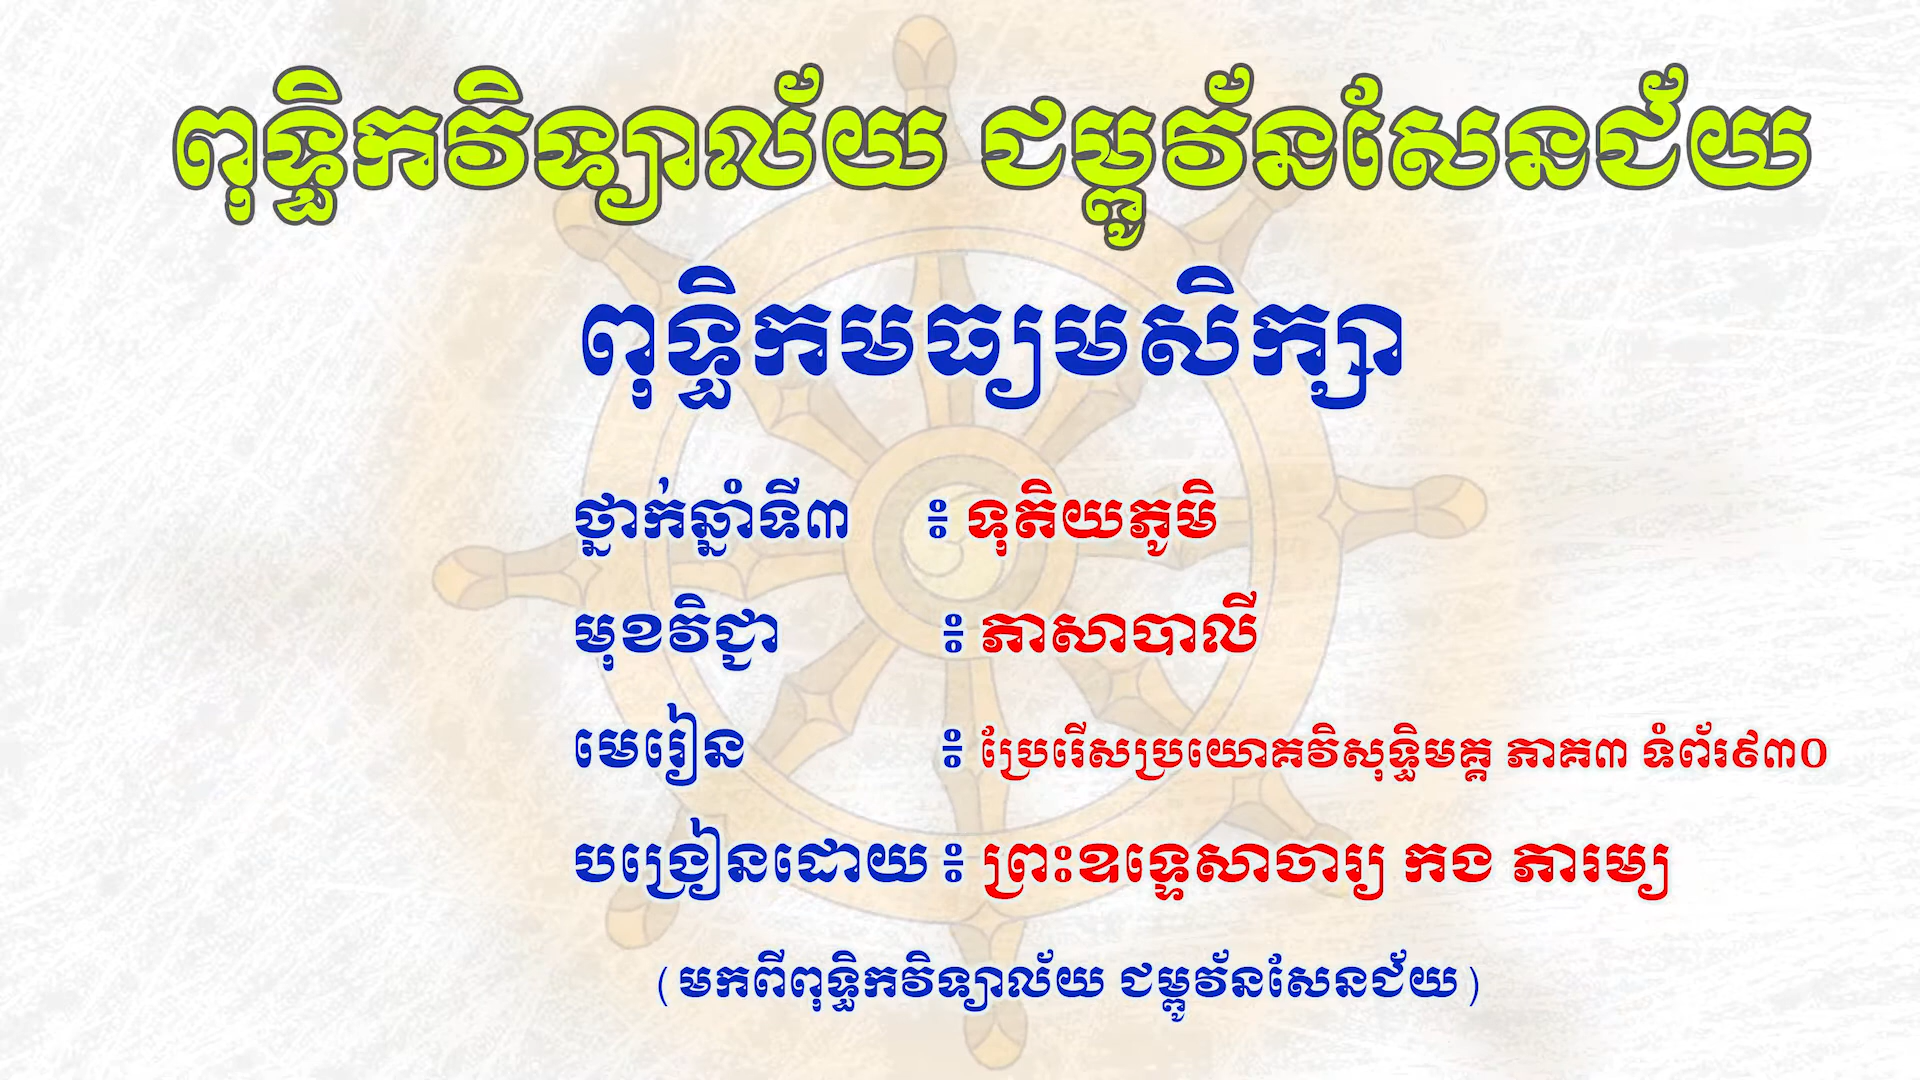 ពុទ្ធិកវិទ្យាល័យ ជម្ពូវ័នសែនជ័យ
ពុទ្ធិកមធ្យមសិក្សា
ថ្នាក់ឆ្នាំទី៣ ៖ ទុតិយភូមិ
មុខវិជ្ជា ៖ ភាសាបាលី
មេរៀន ៖ ប្រែរើសប្រយោគវិសុទ្ធិមគ្គ ភាគ៣ ទំព័រ៩៣០
បង្រៀនដោយ ៖ ព្រះឧទ្ទេសាចារ្យ កង ភារម្យ
(មកពីពុទ្ធិកវិទ្យាល័យ ជម្ពូវ័នសែនជ័យ)